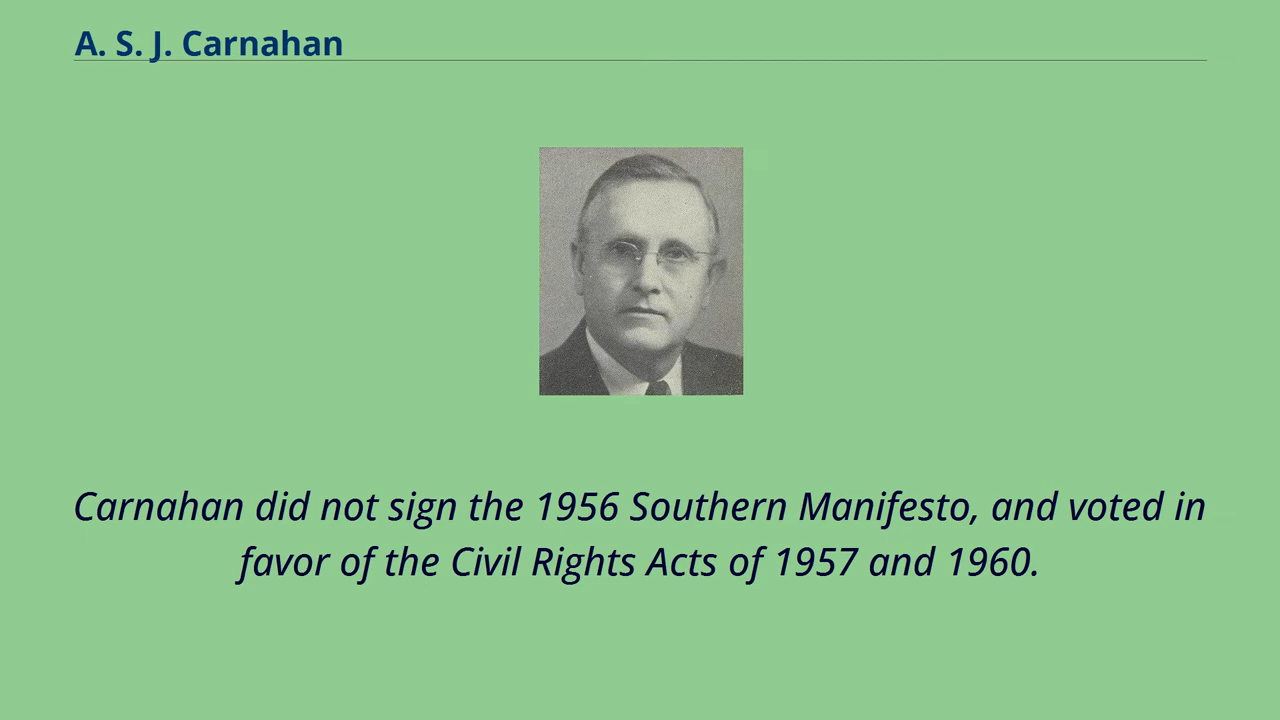 A. S. J. Carnahan
Carnahan did not sign the 1956 Southern Manifesto, and voted in
favor of the Civil Rights Acts of 1957 and 1960.